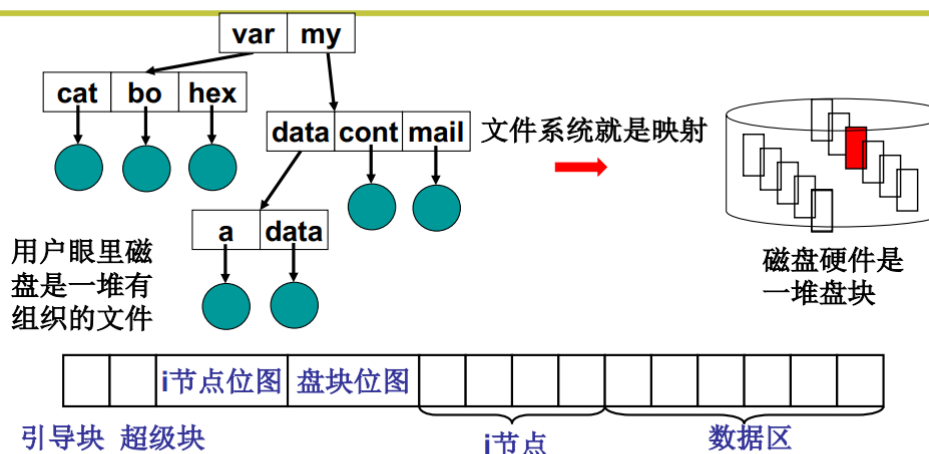 var my
cat bo hex
data cont mail
文件系统就是映射
a data
用户眼里磁
盘是一堆有
组织的文件
磁盘硬件是
一堆盘块
i节点位图 盘块位图
引导块 超级块 i节点 数据区